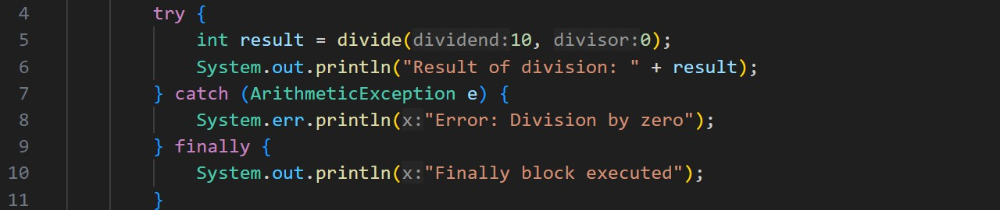 4 try {
5 int result = divide(dividend:10, divisor:0);
6 System.out.println("Result of division: " + result);
7 } catch (ArithmeticException e) {
8 System.err.println(x:"Error: Division by zero");
9 } finally {
10 System.out.println(x:"Finally block executed");
11 }